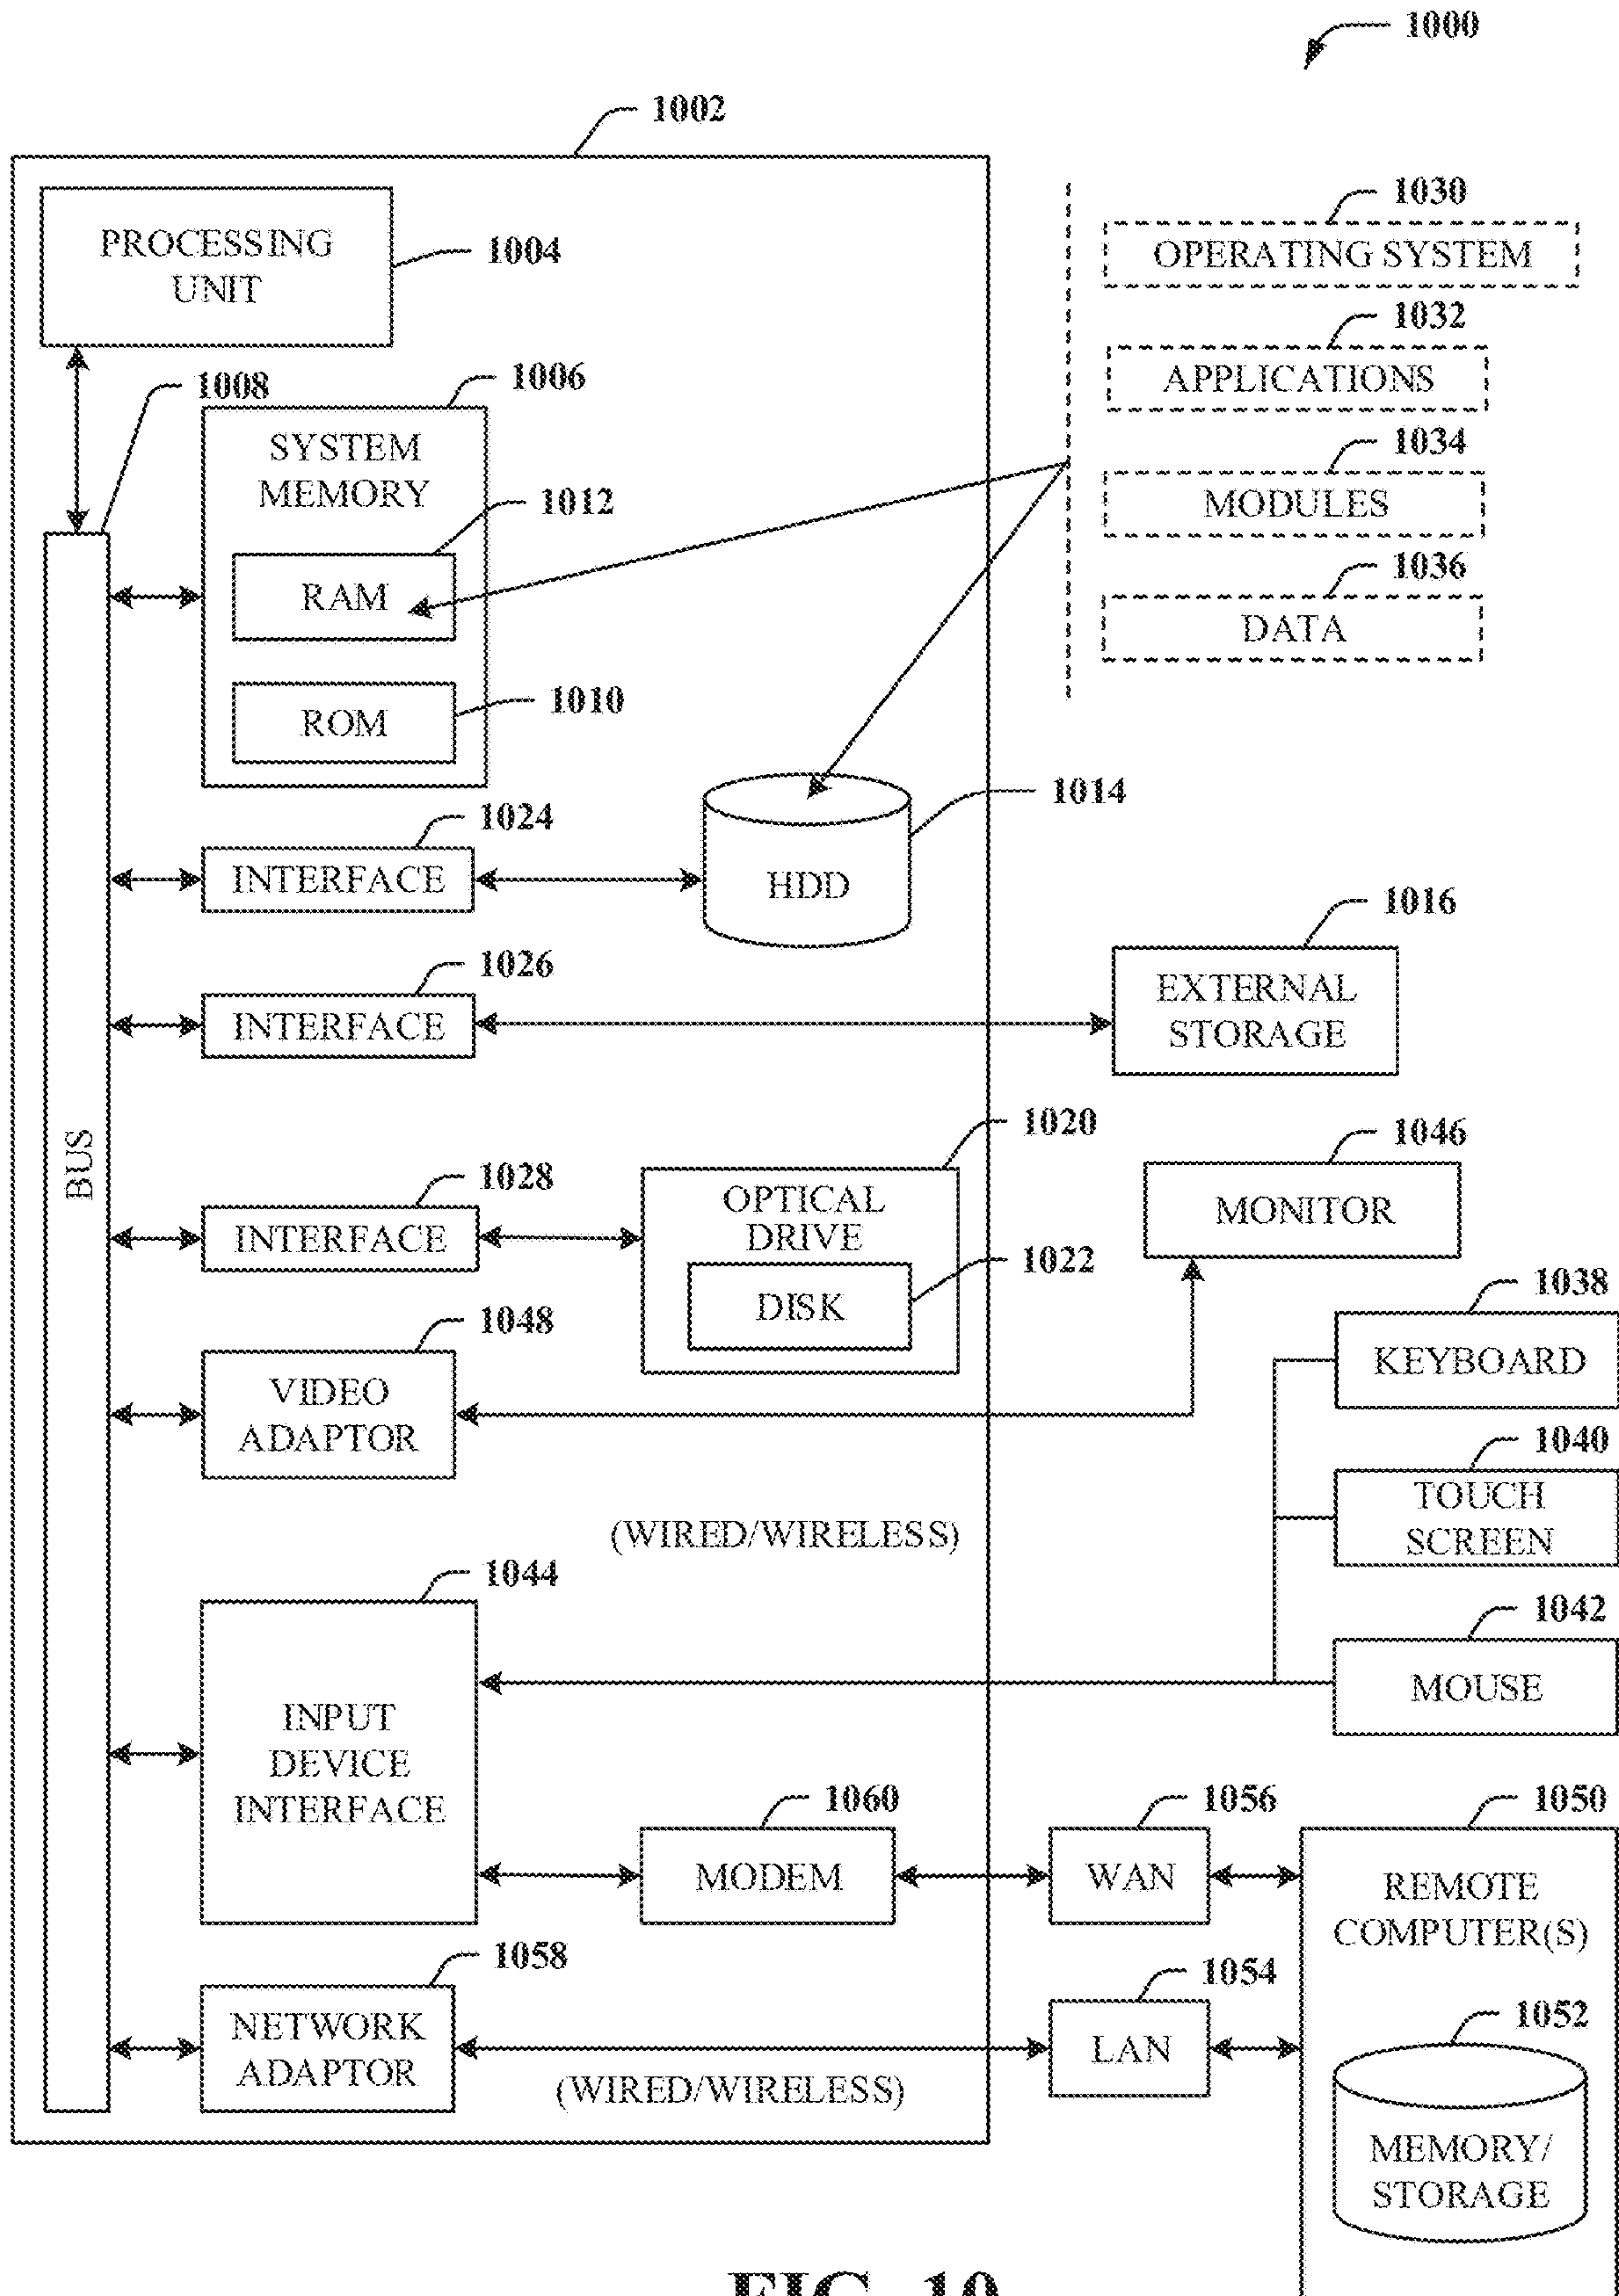 1000
1002
PROCESSING
UNIT
1004
1030
OPERATING SYSTEM
1032
APPLICATIONS
1034
MODULES
1036
DATA
1008
1006
SYSTEM
MEMORY
1012
RAM
1010
ROM
1024
INTERFACE
1014
HDD
1026
INTERFACE
1016
EXTERNAL
STORAGE
BUS
1028
INTERFACE
1020
OPTICAL
DRIVE
1022
DISK
1046
MONITOR
1048
VIDEO
ADAPTOR
1038
KEYBOARD
1040
TOUCH
SCREEN
(WIRED/WIRELESS)
1044
INPUT
DEVICE
INTERFACE
1042
MOUSE
1060
MODEM
1056
WAN
1050
REMOTE
COMPUTER(S)
1058
NETWORK
ADAPTOR
(WIRED/WIRELESS)
1054
LAN
1052
MEMORY/
STORAGE
FIG. 10